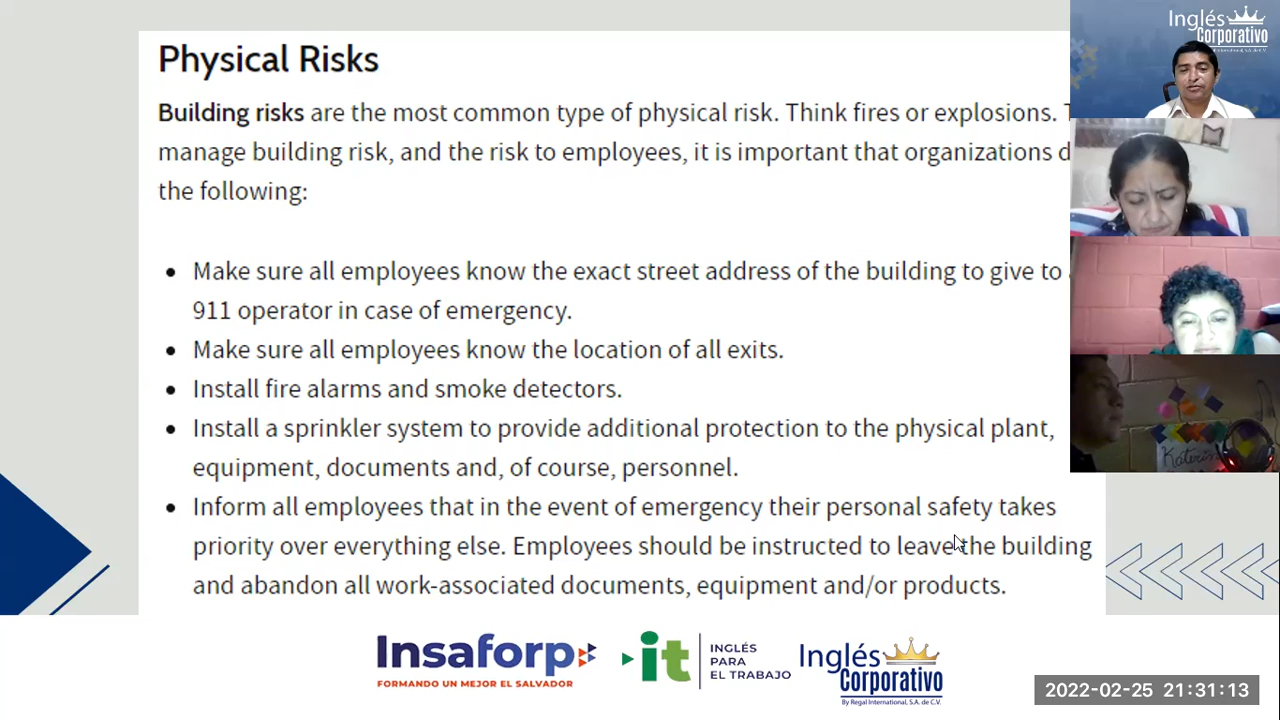 Physical Risks
Building risks are the most common type of physical risk. Think fires or explosions.
manage building risk, and the risk to employees, it is important that organizations
the following:
• Make sure all employees know the exact street address of the building to give to
911 operator in case of emergency.
• Make sure all employees know the location of all exits.
• Install fire alarms and smoke detectors.
• Install a sprinkler system to provide additional protection to the physical plant,
equipment, documents and, of course, personnel.
• Inform all employees that in the event of emergency their personal safety takes
priority over everything else. Employees should be instructed to leave the building
and abandon all work-associated documents, equipment and/or products.
Inglés
Corporativo
By Regal International, S.A. de C.V.
Insaforp
FORMANDO UN MEJOR EL SALVADOR
it
INGLÉS
PARA
EL TRABAJO
Inglés
Corporativo
By Regal International, S.A. de C.V.
2022-02-25 21:31:13